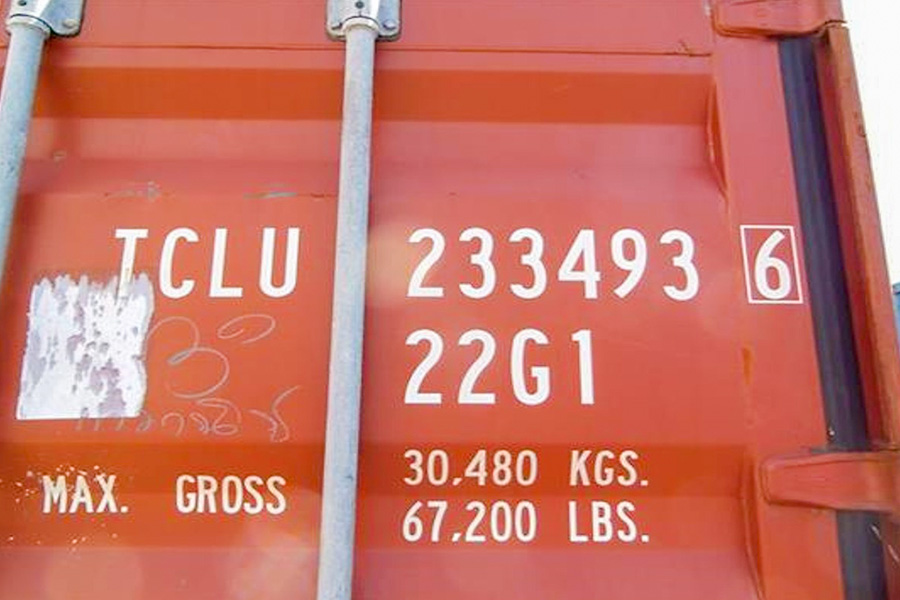 TCLU 233493 6
22G1
MAX. GROSS 30.480 KGS.
67.200 LBS.